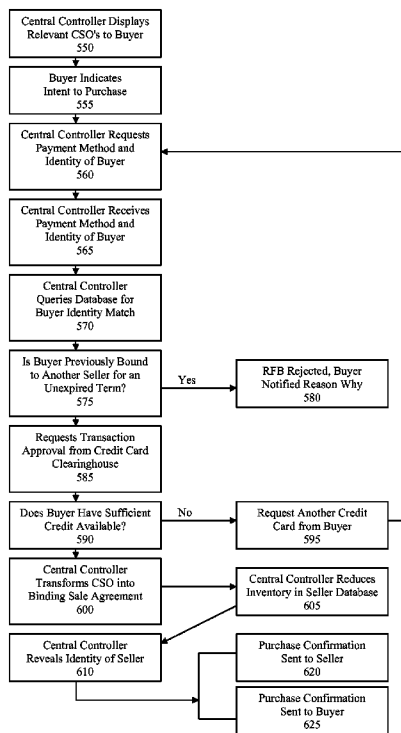 Central Controller Displays
Relevant CSO's to Buyer
550
Buyer Indicates
Intent to Purchase
555
Central Controller Requests
Payment Method and
Identity of Buyer
560
Central Controller Receives
Payment Method and
Identity of Buyer
565
Central Controller
Queries Database for
Buyer Identity Match
570
Is Buyer Previously Bound
to Another Seller for an
Unexpired Term?
575
Yes
RFB Rejected, Buyer
Notified Reason Why
580
Requests Transaction
Approval from Credit Card
Clearinghouse
585
Does Buyer Have Sufficient
Credit Available?
590
No
Request Another Credit
Card from Buyer
595
Central Controller
Transforms CSO into
Binding Sale Agreement
600
Central Controller Reduces
Inventory in Seller Database
605
Central Controller
Reveals Identity of Seller
610
Purchase Confirmation
Sent to Seller
620
Purchase Confirmation
Sent to Buyer
625